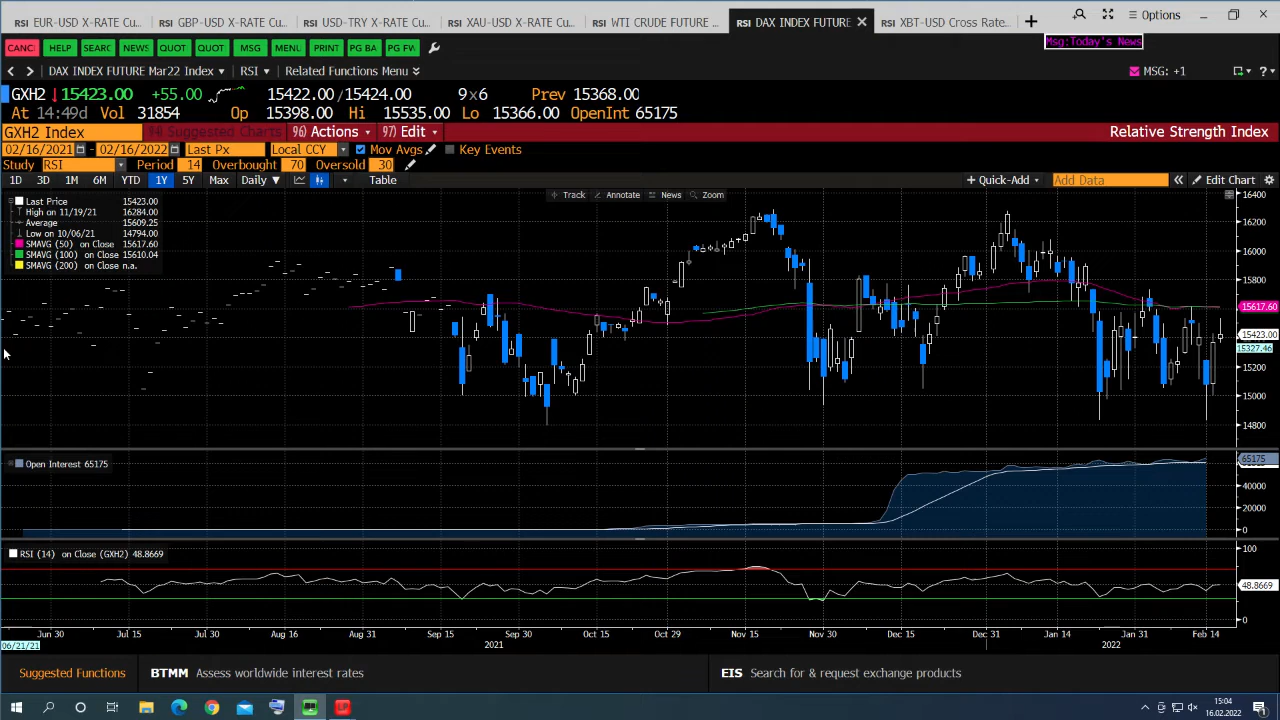 RSI EUR-USD X-RATE Cu... RSI GBP-USD X-RATE Cu... RSI USD-TRY X-RATE Cu... RSI XAU-USD X-RATE Cu... RSI WTI CRUDE FUTURE ... RSI DAX INDEX FUTURE RSI XBT-USD Cross Rate... Options
CANC HELP SEARC NEWS QUOT QUOT MSG MENU PRINT PG BA PG FW Msg:Today's News
DAX INDEX FUTURE Mar22 Index RSI Related Functions Menu MSG: +1
GXH2 ↓15423.00 +55.00 15422.00/15424.00 9×6 Prev 15368.00
At 14:49d Vol 31854 Op 15398.00 Hi 15535.00 Lo 15366.00 OpenInt 65175
GXH2 Index 94) Suggested Charts 96) Actions 97) Edit Relative Strength Index
02/16/2021 - 02/16/2022 Last Px Local CCY Mov Avgs Key Events
Study RSI Period 14 Overbought 70 Oversold 30
1D 3D 1M 6M YTD 1Y 5Y Max Daily ▼ Table + Quick-Add Add Data Edit Chart
Track Annotate News Zoom
Last Price 15423.00
High on 11/19/21 16284.00
Average 15609.25
Low on 10/06/21 14794.00
SMAVG (50) on Close 15617.60
SMAVG (100) on Close 15610.04
SMAVG (200) on Close n.a.
16400
16200
16000
15800
15617.60
15423.00
15327.46
15200
15000
14800
Open Interest 65175
65175
40000
20000
0
RSI (14) on Close (GXH2) 48.8669
100
48.8669
0
Jun 30 Jul 15 Jul 30 Aug 16 Aug 31 Sep 15 Sep 30 Oct 15 Oct 29 Nov 15 Nov 30 Dec 15 Dec 31 Jan 14 Jan 31 Feb 14
06/21/21 2021 2022
Suggested Functions BTMM Assess worldwide interest rates EIS Search for & request exchange products
15:04
16.02.2022